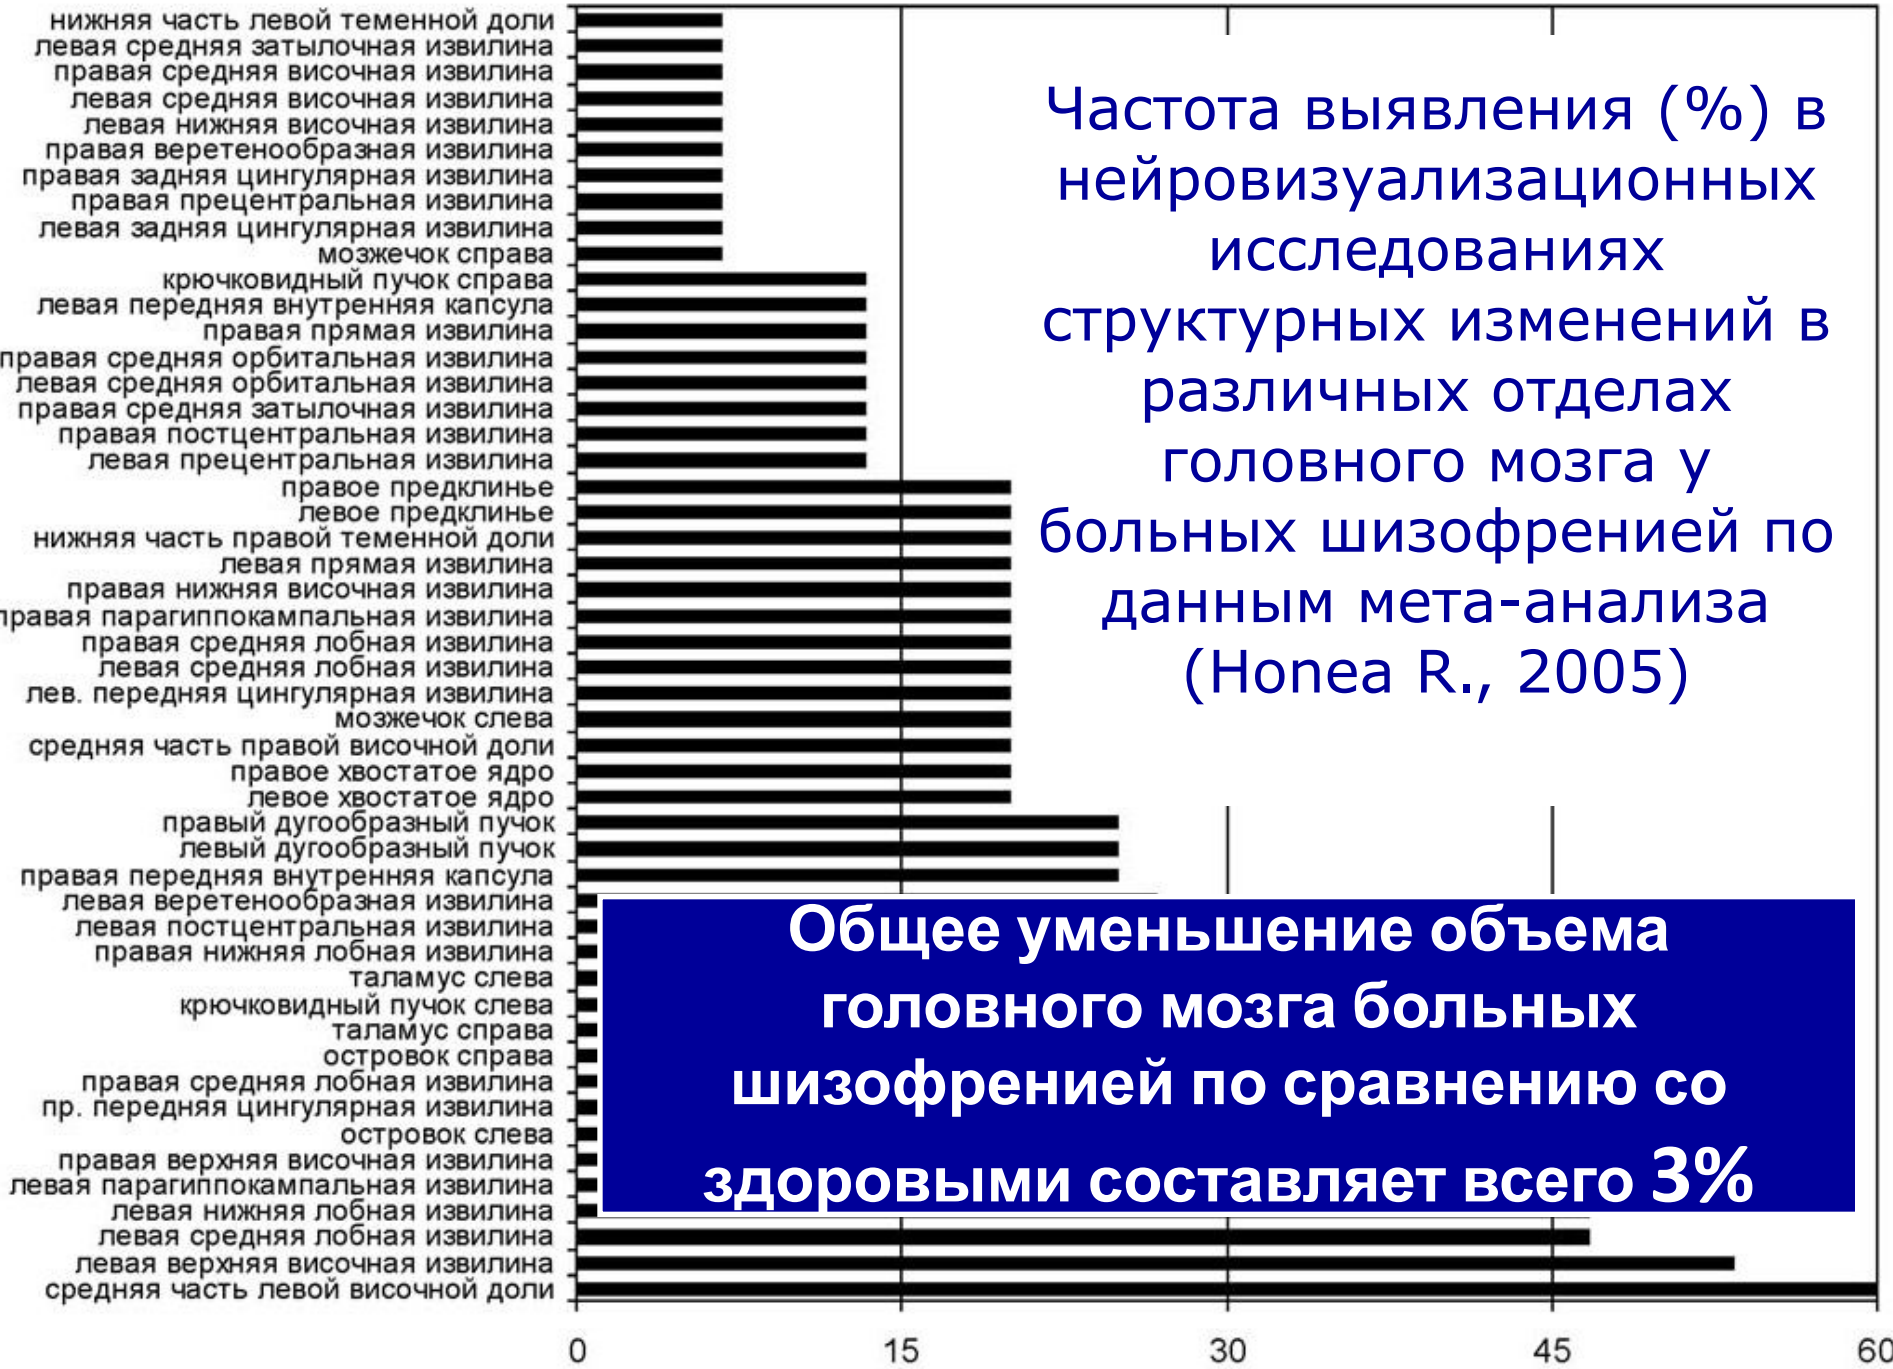 нижняя часть левой теменной доли
левая средняя затылочная извилина
правая средняя височная извилина
левая средняя височная извилина
левая нижняя височная извилина
правая веретенообразная извилина
правая задняя цингулярная извилина
правая прецентральная извилина
левая задняя цингулярная извилина
мозжечок справа
крючковидный пучок справа
левая передняя внутренняя капсула
правая прямая извилина
правая средняя орбитальная извилина
левая средняя орбитальная извилина
правая средняя затылочная извилина
правая постцентральная извилина
левая прецентральная извилина
правое предклинье
левое предклинье
нижняя часть правой теменной доли
левая прямая извилина
правая нижняя височная извилина
правая парагиппокампальная извилина
правая средняя лобная извилина
левая средняя лобная извилина
лев. передняя цингулярная извилина
мозжечок слева
средняя часть правой височной доли
правое хвостатое ядро
левое хвостатое ядро
правый дугообразный пучок
левый дугообразный пучок
правая передняя внутренняя капсула
левая веретенообразная извилина
левая постцентральная извилина
правая нижняя лобная извилина
таламус слева
крючковидный пучок слева
таламус справа
островок справа
правая средняя лобная извилина
пр. передняя цингулярная извилина
островок слева
правая верхняя височная извилина
левая парагиппокампальная извилина
левая нижняя лобная извилина
левая средняя лобная извилина
левая верхняя височная извилина
средняя часть левой височной доли
0 15 30 45 60
Частота выявления (%) в
нейровизуализационных
исследованиях
структурных изменений в
различных отделах
головного мозга у
больных шизофренией по
данным мета-анализа
(Honea R., 2005)
Общее уменьшение объема
головного мозга больных
шизофренией по сравнению со
здоровыми составляет всего 3%